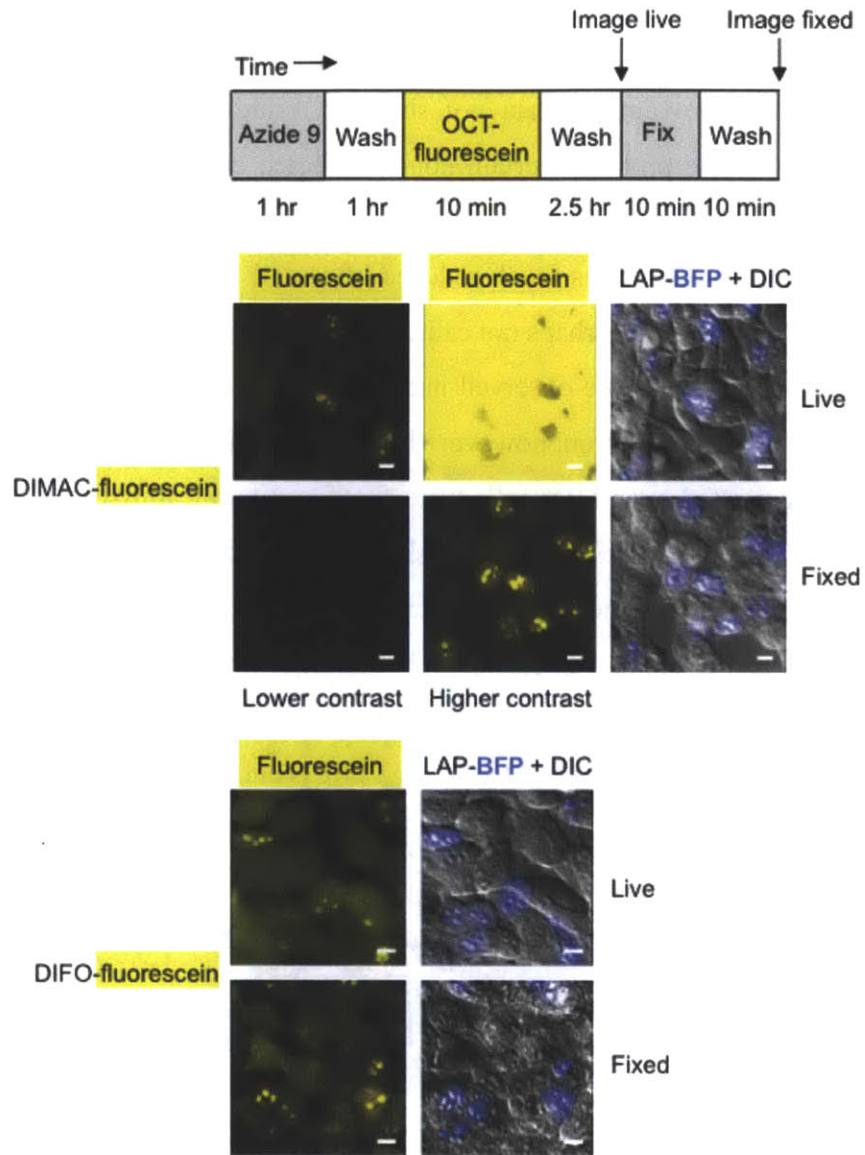 Image live
Image fixed
Time
Azide 9
Wash
OCT-
fluorescein
Wash
Fix
Wash
1 hr
1 hr
10 min
2.5 hr
10 min
10 min
Fluorescein
Fluorescein
LAP-BFP + DIC
Live
DIMAC-fluorescein
Fixed
Lower contrast
Higher contrast
Fluorescein
LAP-BFP + DIC
Live
DIFO-fluorescein
Fixed